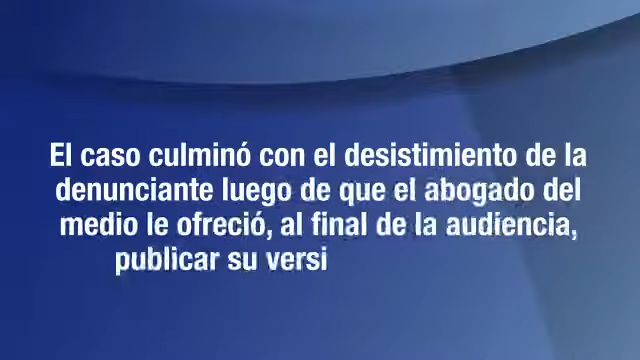 El caso culminó con el desistimiento de la
denunciante luego de que el abogado del
medio le ofreció, al final de la audiencia,
publicar su versi